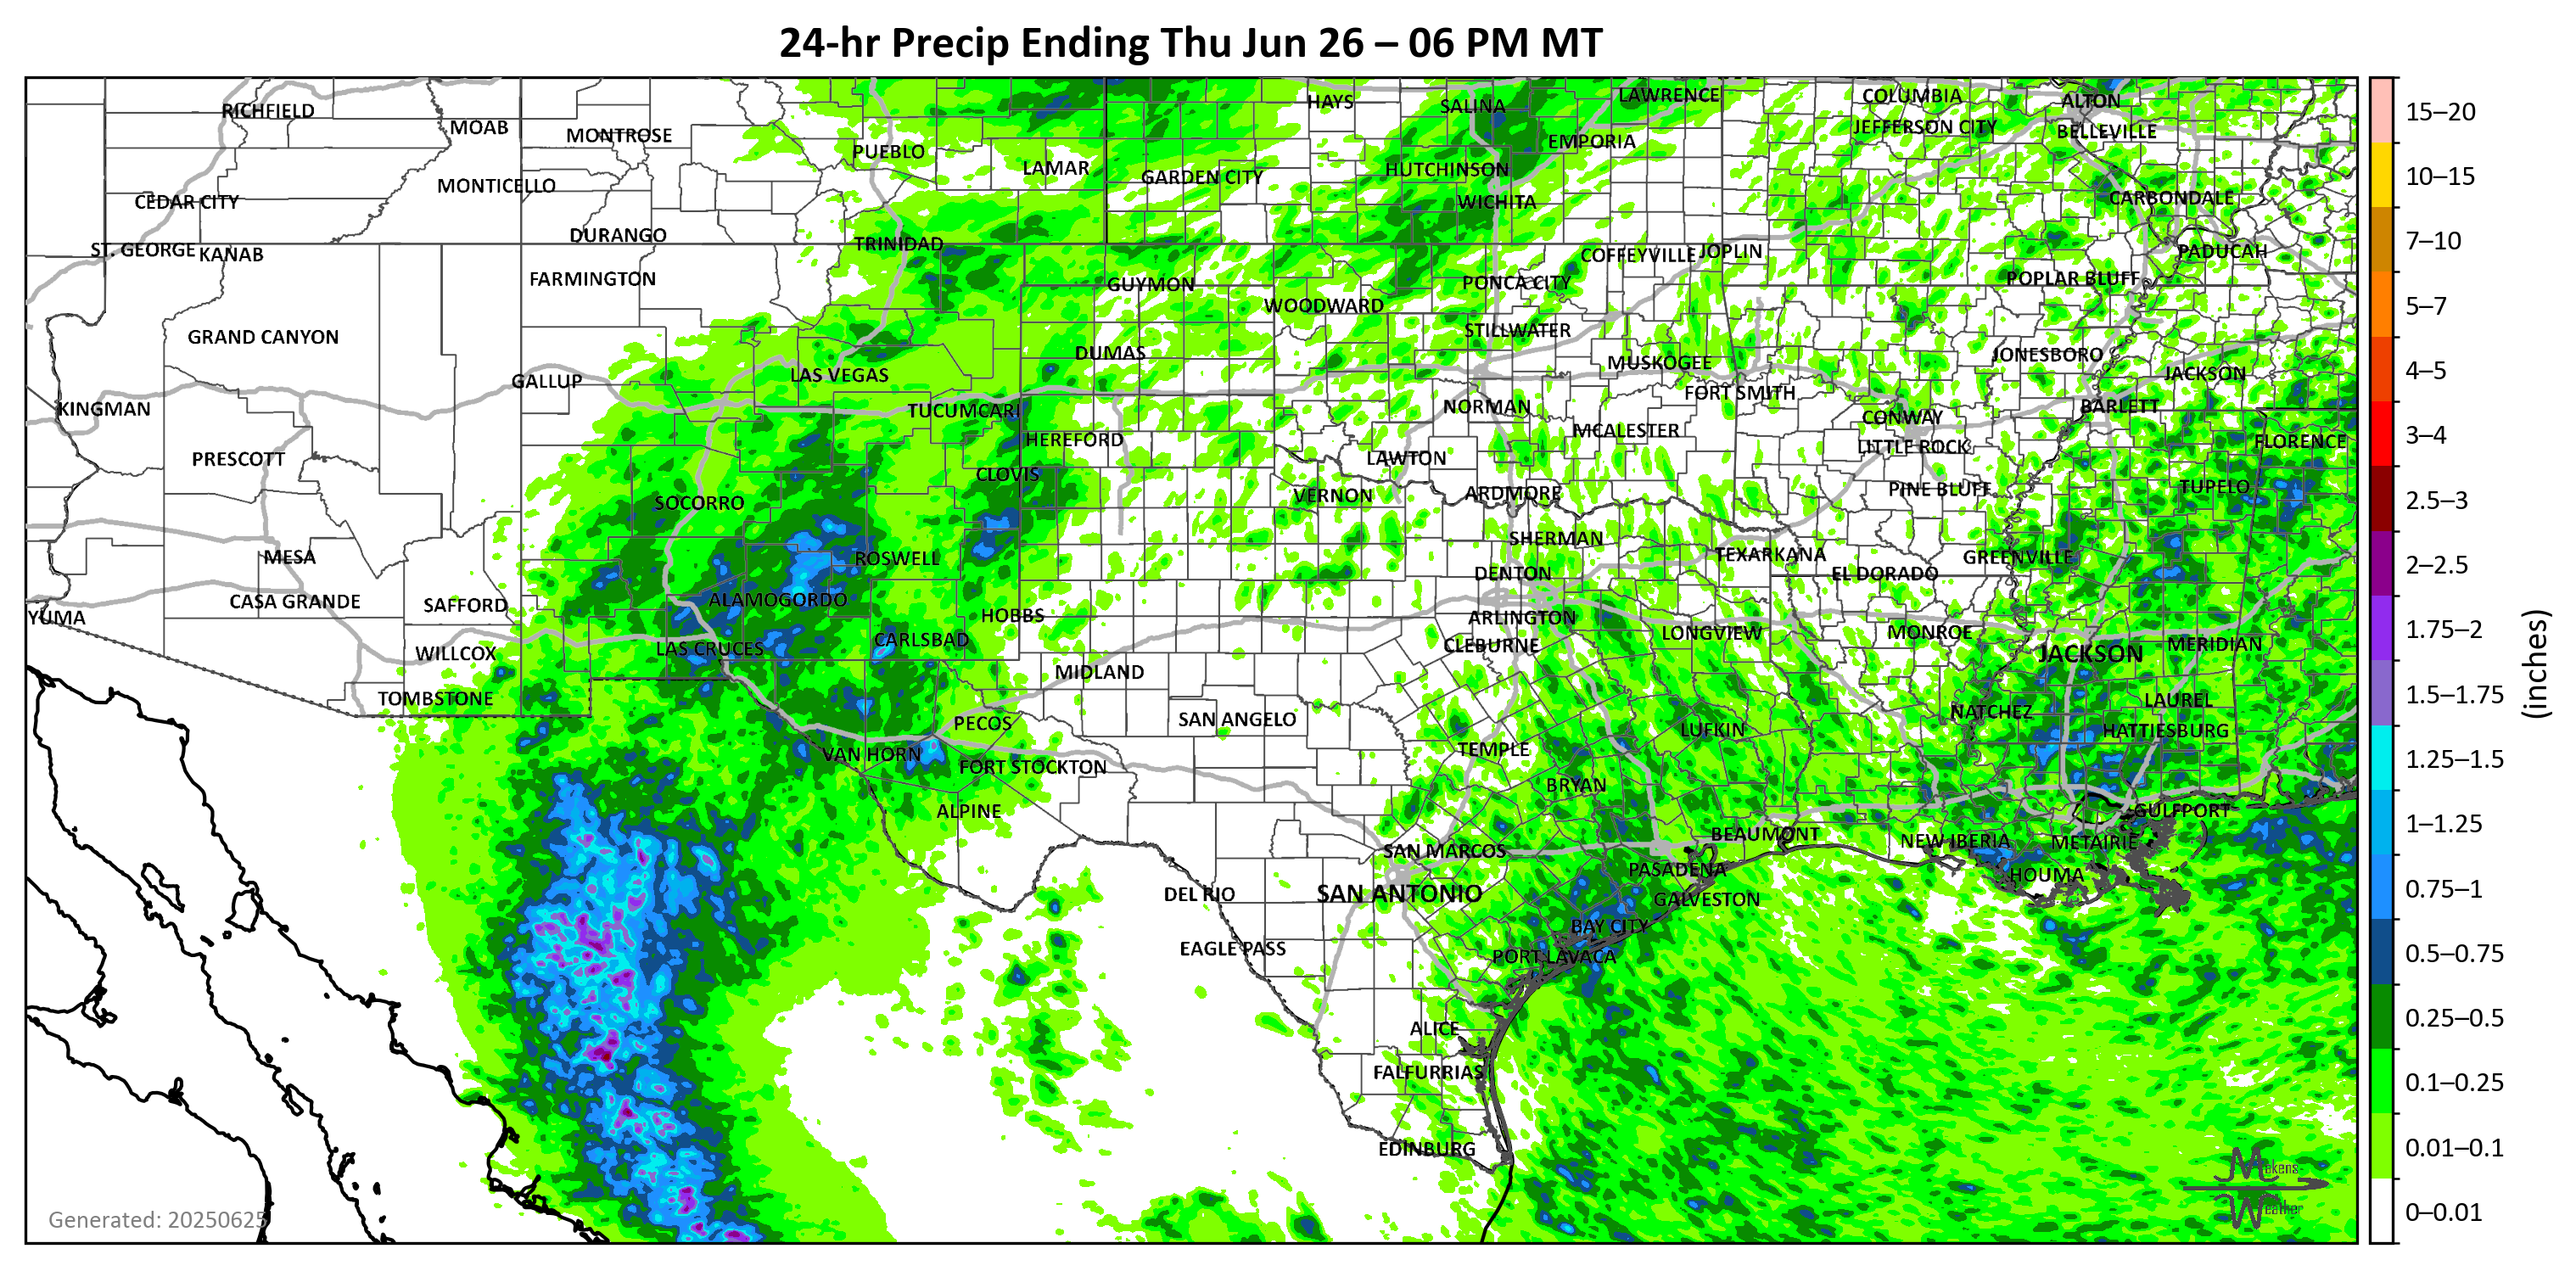 24-hr Precip Ending Thu Jun 26 – 06 PM MT
RICHFIELD
MOAB
MONTROSE
PUEBLO
LAMAR
HAYS
SALINA
LAWRENCE
COLUMBIA
ALTON
JEFFERSON CITY
BELLEVILLE
EMPORIA
HUTCHINSON
GARDEN CITY
MONTICELLO
CEDAR CITY
WICHITA
CARBONDALE
DURANGO
TRINIDAD
ST. GEORGE
KANAB
COFFEYVILLE
JOPLIN
PADUCAH
FARMINGTON
GUYMON
PONCA CITY
POPLAR BLUFF
WOODWARD
STILLWATER
GRAND CANYON
DUMAS
MUSKOGEE
JONESBORO
GALLUP
LAS VEGAS
JACKSON
FORT SMITH
KINGMAN
TUCUMCARI
NORMAN
BARLETT
CONWAY
HEREFORD
MCALESTER
LITTLE ROCK
FLORENCE
PRESCOTT
CLOVIS
LAWTON
SOCORRO
VERNON
ARDMORE
PINE BLUFF
TUPELO
MESA
ROSWELL
SHERMAN
TEXARKANA
GREENVILLE
DENTON
EL DORADO
CASA GRANDE
SAFFORD
ALAMOGORDO
YUMA
HOBBS
ARLINGTON
CARLSBAD
CLEBURNE
LONGVIEW
MONROE
WILLCOX
LAS CRUCES
JACKSON
MERIDIAN
MIDLAND
TOMBSTONE
PECOS
SAN ANGELO
LAUREL
NATCHEZ
LUFKIN
HATTIESBURG
VAN HORN
FORT STOCKTON
TEMPLE
BRYAN
ALPINE
GULFPORT
BEAUMONT
NEW IBERIA
METAIRIE
SAN MARCOS
PASADENA
HOUMA
DEL RIO
SAN ANTONIO
GALVESTON
BAY CITY
EAGLE PASS
PORT LAVACA
ALICE
FALFURRIAS
EDINBURG
Mekens
Weather
Generated: 20250625
15–20
10–15
7–10
5–7
4–5
3–4
2.5–3
2–2.5
1.75–2
1.5–1.75
1.25–1.5
1–1.25
0.75–1
0.5–0.75
0.25–0.5
0.1–0.25
0.01–0.1
0–0.01
(inches)